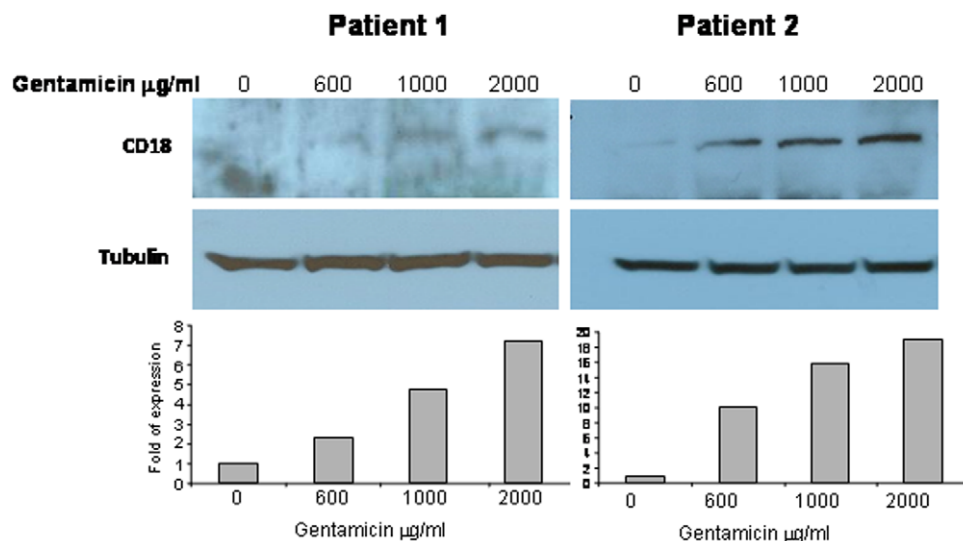 Patient 1 Patient 2
Gentamicin µg/ml 0 600 1000 2000 0 600 1000 2000
CD18
Tubulin
Fold of expression
8
7
6
5
4
3
2
1
0
0 600 1000 2000
Gentamicin µg/ml
20
18
16
14
12
10
8
6
4
2
0
0 600 1000 2000
Gentamicin µg/ml